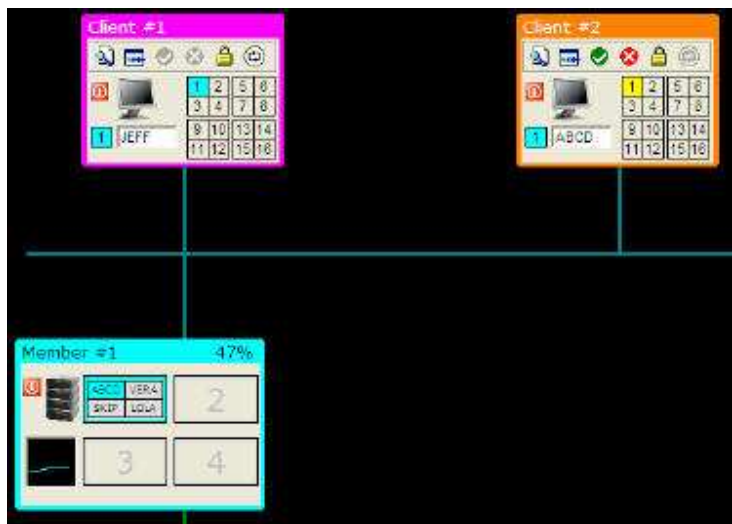 Client #1
Client #2
1 2 5 6
3 4 7 8
1 JEFF
9 10 13 14
11 12 15 16
1 2 5 6
3 4 7 8
1 ABCD
9 10 13 14
11 12 15 16
Member #1 47%
ABCD VERA
SKIP LOLA
2
3 4